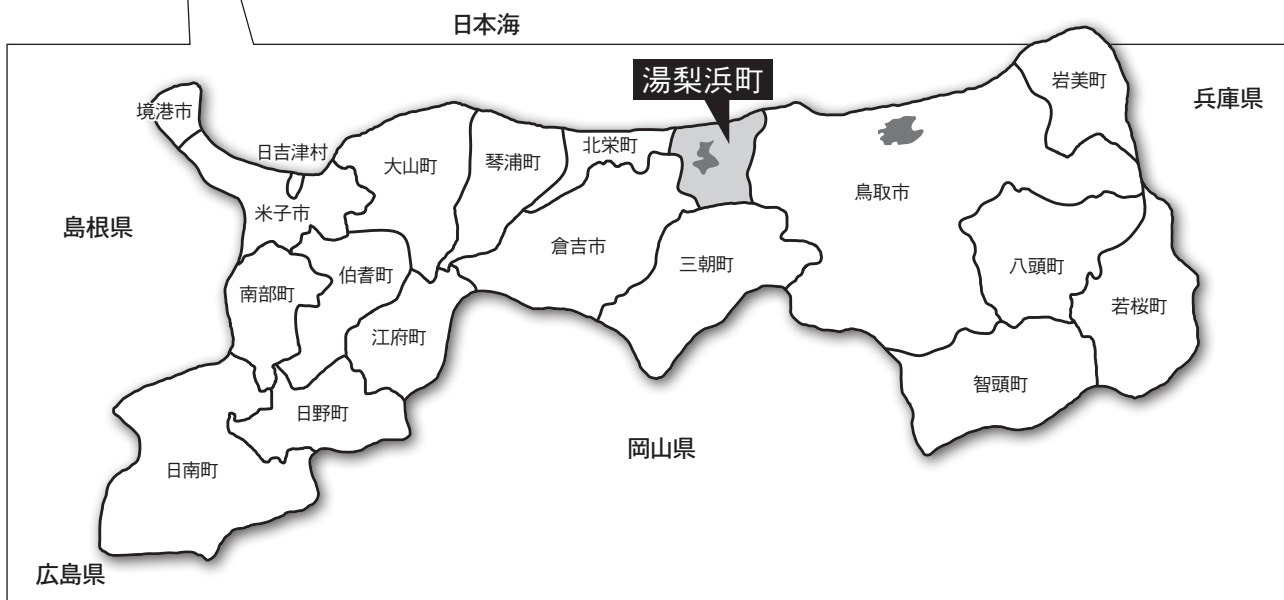 日本海
湯梨浜町
岩美町
兵庫県
境港市
日吉津村
大山町
琴浦町
北栄町
鳥取市
米子市
島根県
倉吉市
三朝町
八頭町
伯耆町
南部町
若桜町
江府町
智頭町
日野町
岡山県
日南町
広島県